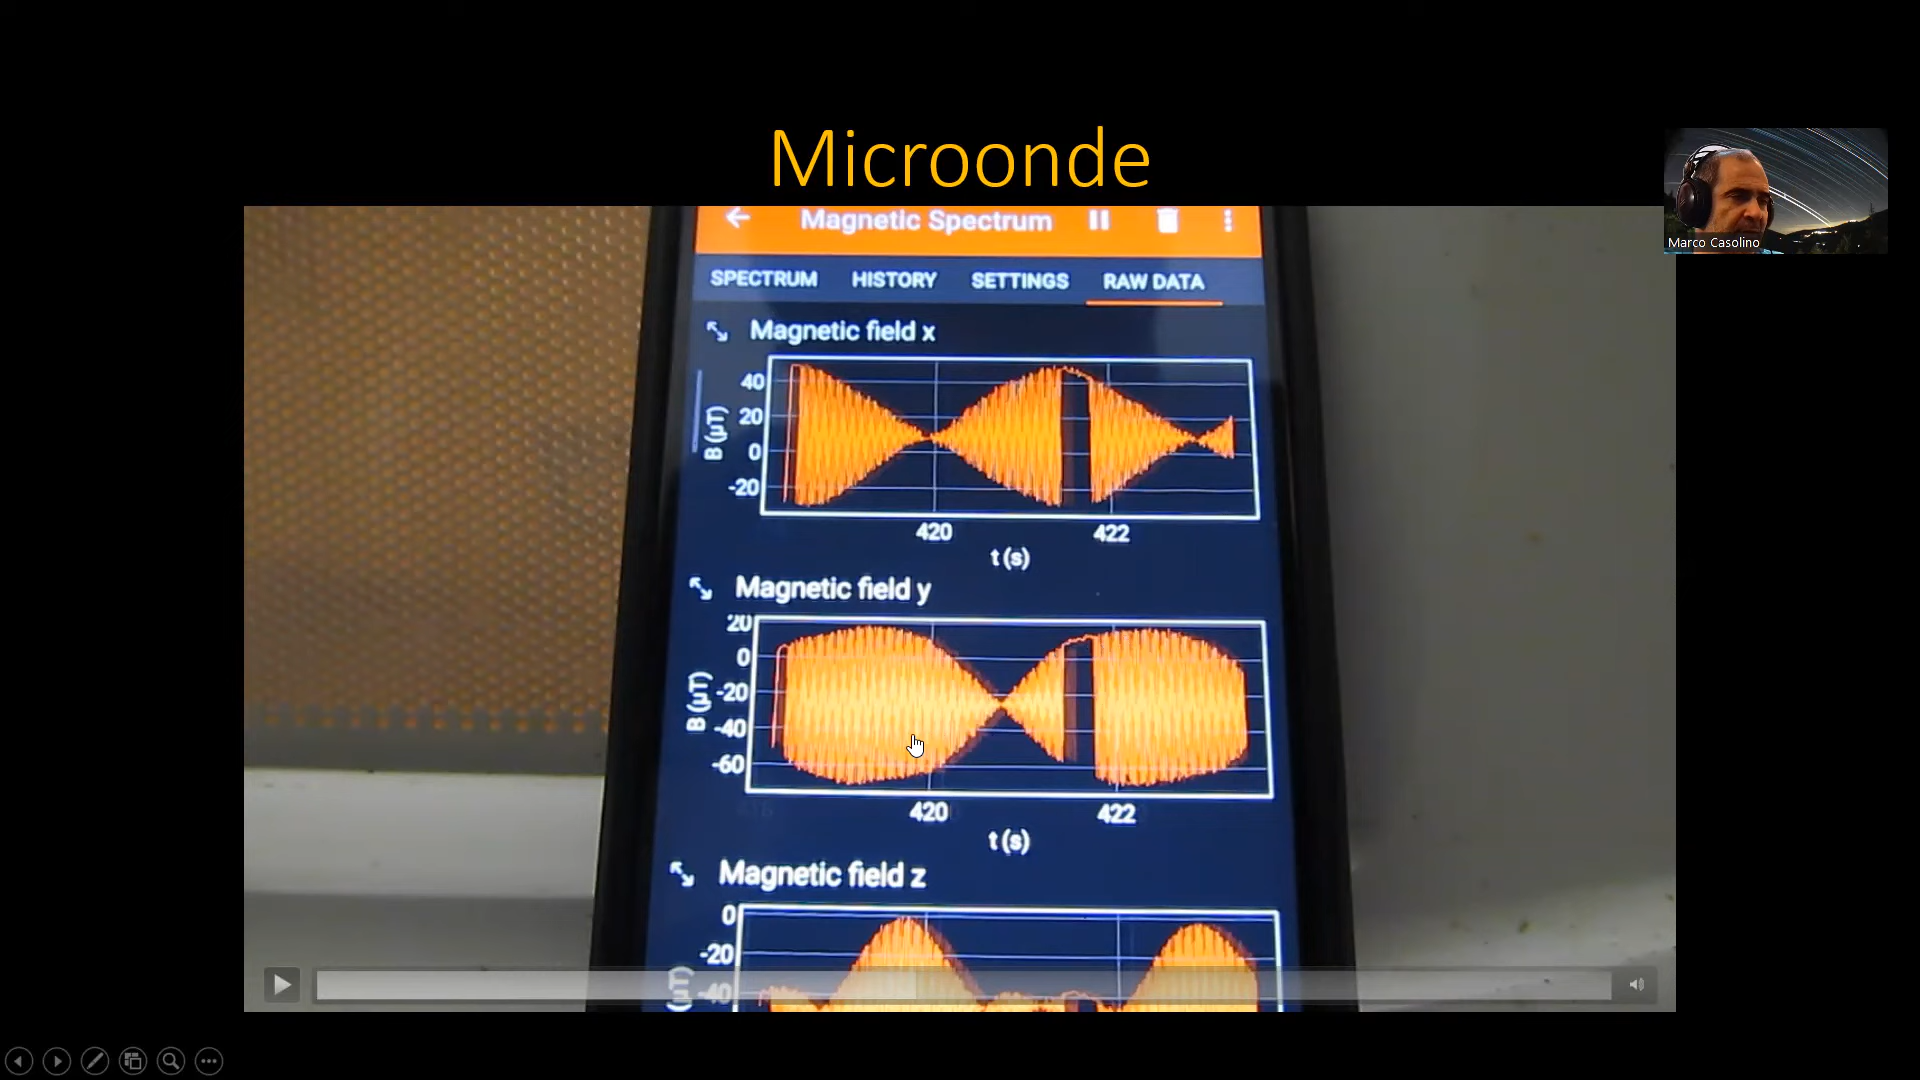 Microonde
Marco Casolino
Magnetic Spectrum
SPECTRUM HISTORY SETTINGS RAW DATA
Magnetic field x
40
20
0
-20
B (µT)
420 422
t (s)
Magnetic field y
20
0
-20
-40
-60
B (µT)
420 422
t (s)
Magnetic field z
0
-20
-40
(µT)